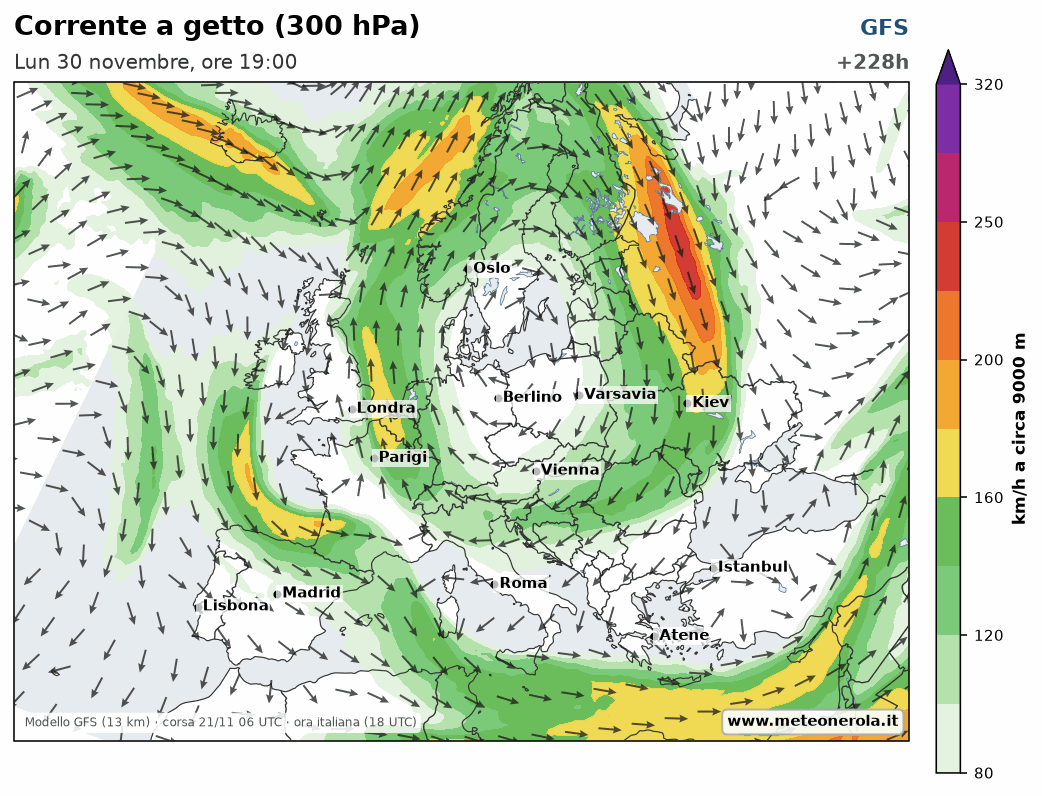 Corrente a getto (300 hPa)
GFS
Lun 30 novembre, ore 19:00
+228h
320
250
200
160
120
80
km/h a circa 9000 m
Oslo
Berlino
Varsavia
Kiev
Londra
Parigi
Vienna
Istanbul
Roma
Madrid
Lisbona
Atene
Modello GFS (13 km) · corsa 21/11 06 UTC · ora italiana (18 UTC)
www.meteonerola.it